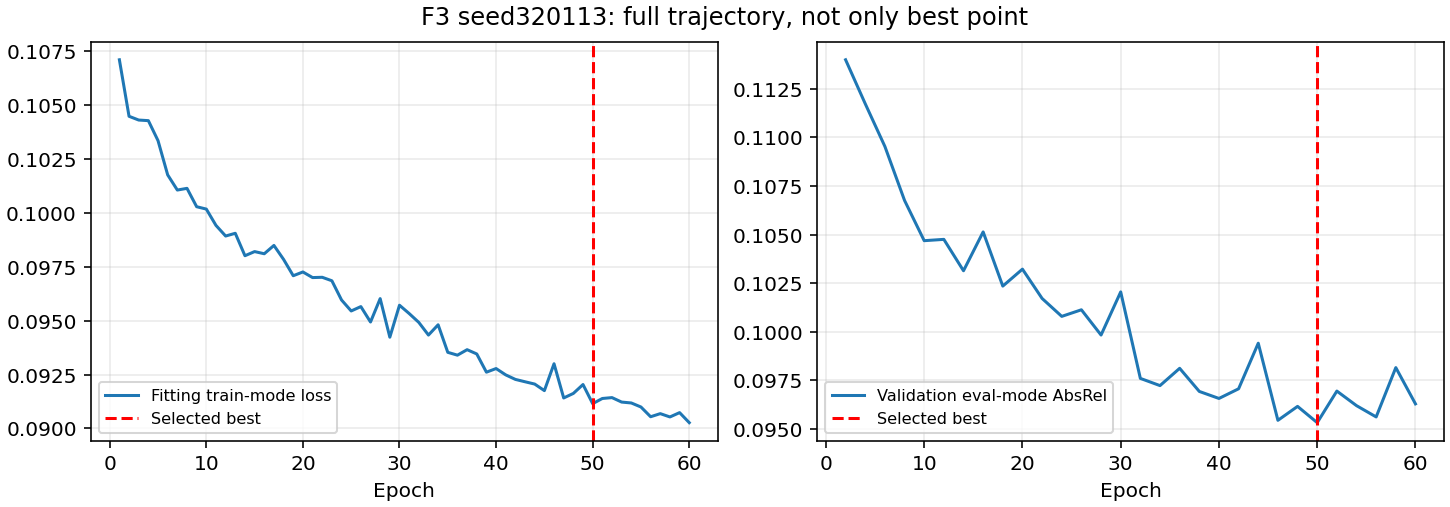 F3 seed320113: full trajectory, not only best point
0.1075
0.1050
0.1025
0.1000
0.0975
0.0950
0.0925
0.0900
Fitting train-mode loss
Selected best
0 10 20 30 40 50 60
Epoch
0.1125
0.1100
0.1075
0.1050
0.1025
0.1000
0.0975
0.0950
Validation eval-mode AbsRel
Selected best
0 10 20 30 40 50 60
Epoch